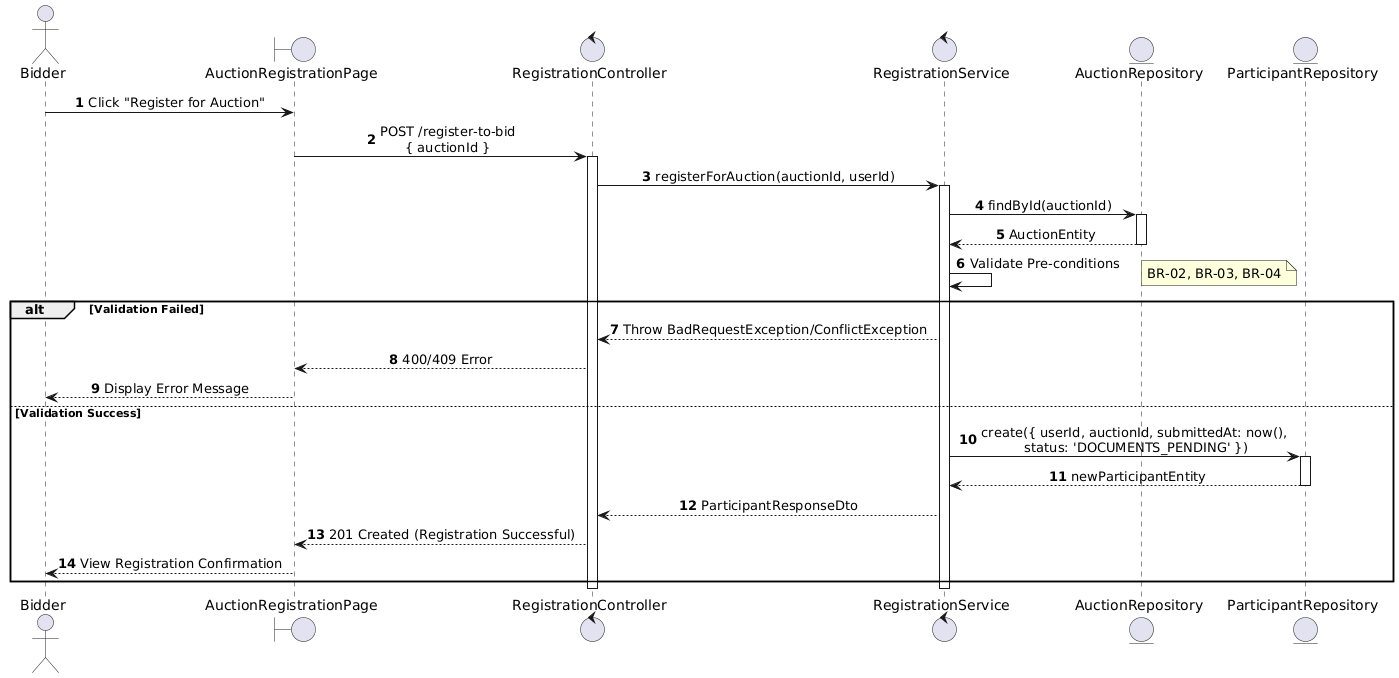 Bidder
AuctionRegistrationPage
RegistrationController
RegistrationService
AuctionRepository
ParticipantRepository
1 Click "Register for Auction"
2 POST /register-to-bid
{ auctionId }
3 registerForAuction(auctionId, userId)
4 findById(auctionId)
5 AuctionEntity
6 Validate Pre-conditions
BR-02, BR-03, BR-04
alt [Validation Failed]
7 Throw BadRequestException/ConflictException
8 400/409 Error
9 Display Error Message
[Validation Success]
10 create({ userId, auctionId, submittedAt: now(),
status: 'DOCUMENTS_PENDING' })
11 newParticipantEntity
12 ParticipantResponseDto
13 201 Created (Registration Successful)
14 View Registration Confirmation
Bidder
AuctionRegistrationPage
RegistrationController
RegistrationService
AuctionRepository
ParticipantRepository